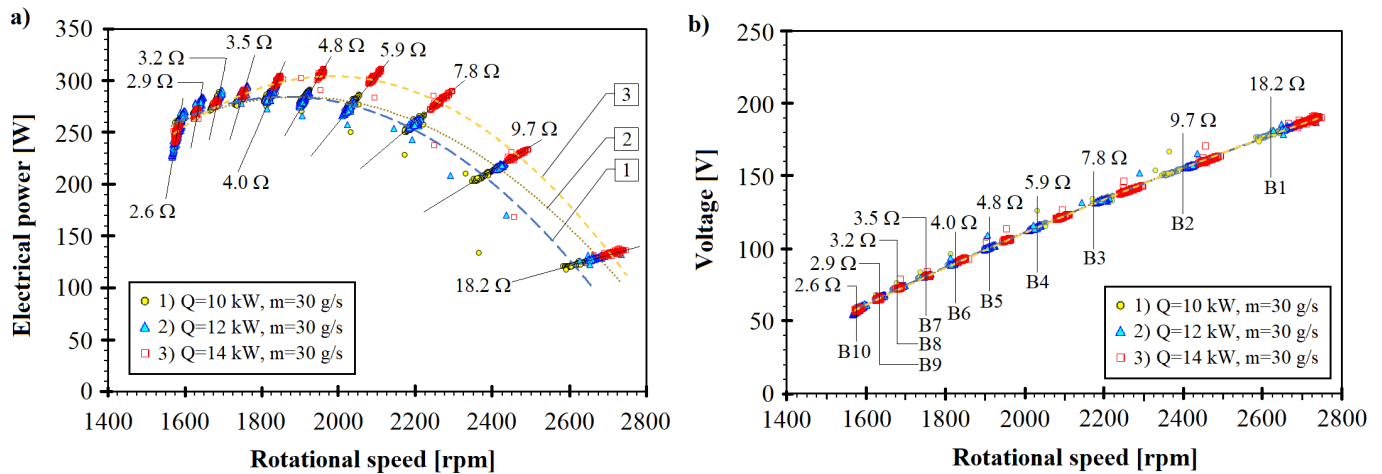 a)
Electrical power [W]
350
300
250
200
150
100
50
0
1400
1600
1800
2000
2200
2400
2600
2800
Rotational speed [rpm]
2.6 Ω
2.9 Ω
3.2 Ω
3.5 Ω
4.0 Ω
4.8 Ω
5.9 Ω
7.8 Ω
9.7 Ω
18.2 Ω
3
2
1
1) Q=10 kW, m=30 g/s
2) Q=12 kW, m=30 g/s
3) Q=14 kW, m=30 g/s
b)
Voltage [V]
250
200
150
100
50
0
1400
1600
1800
2000
2200
2400
2600
2800
Rotational speed [rpm]
2.6 Ω
2.9 Ω
3.2 Ω
3.5 Ω
4.0 Ω
4.8 Ω
5.9 Ω
7.8 Ω
9.7 Ω
18.2 Ω
B10
B9
B8
B7
B6
B5
B4
B3
B2
B1
1) Q=10 kW, m=30 g/s
2) Q=12 kW, m=30 g/s
3) Q=14 kW, m=30 g/s